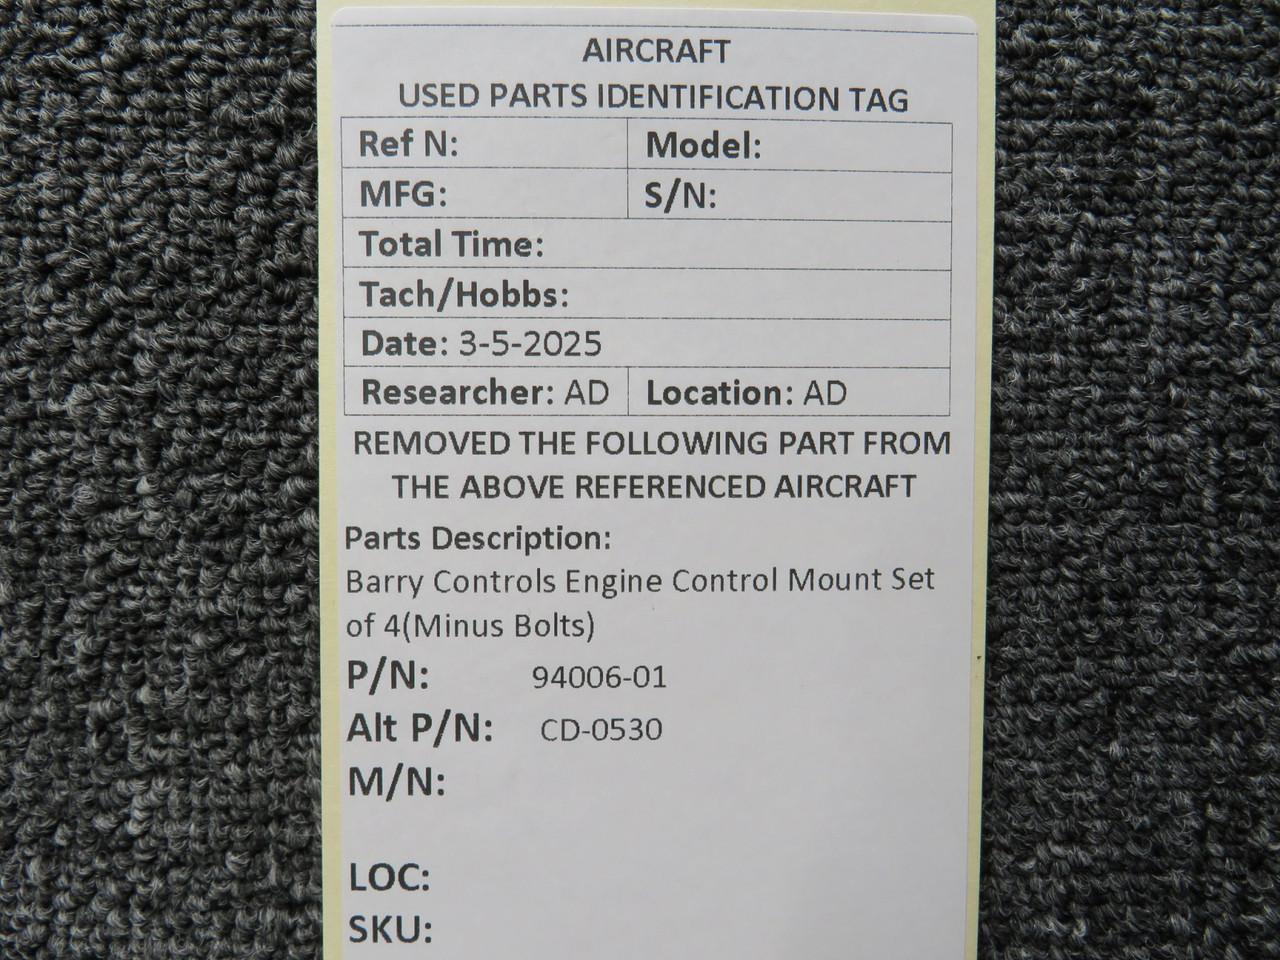 AIRCRAFT
USED PARTS IDENTIFICATION TAG
Ref N: Model:
MFG: S/N:
Total Time:
Tach/Hobbs:
Date: 3-5-2025
Researcher: AD Location: AD
REMOVED THE FOLLOWING PART FROM
THE ABOVE REFERENCED AIRCRAFT
Parts Description:
Barry Controls Engine Control Mount Set
of 4(Minus Bolts)
P/N: 94006-01
Alt P/N: CD-0530
M/N:
LOC:
SKU: